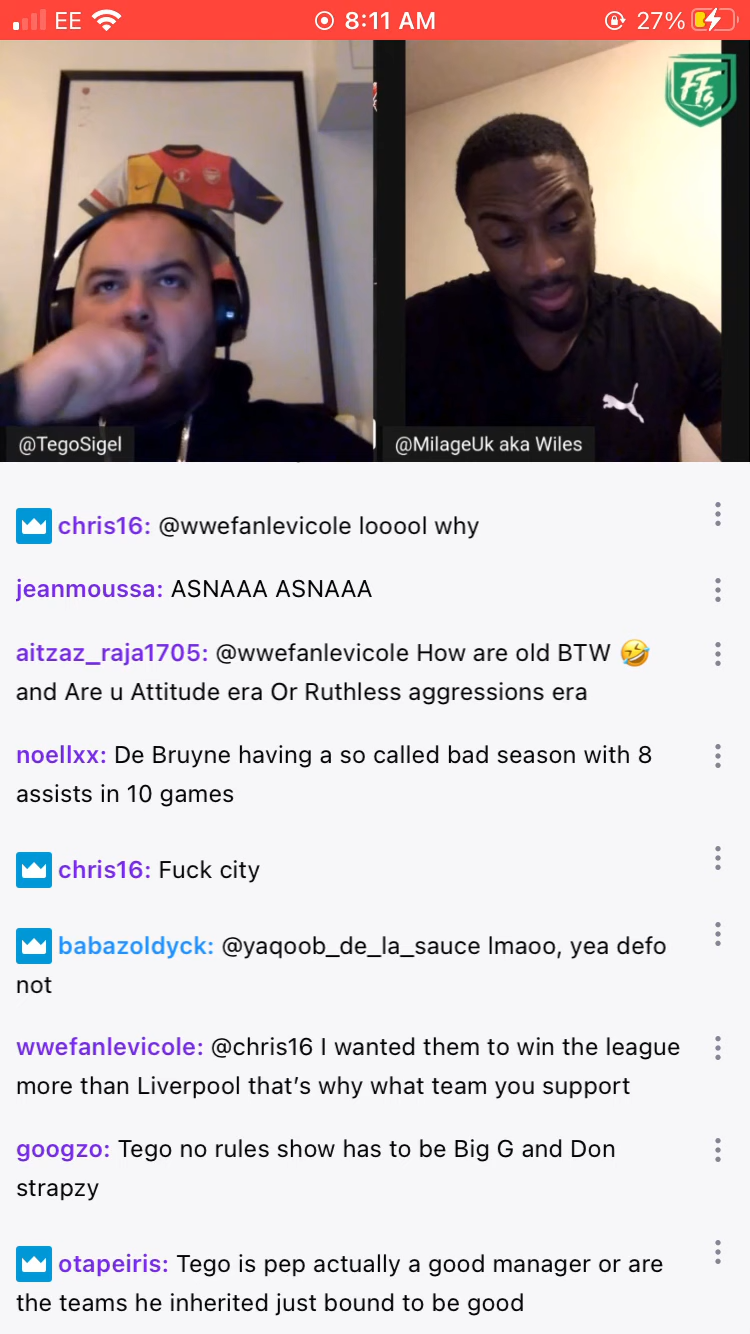 EE 8:11 AM 27%
FFs
@TegoSigel
@MilageUk aka Wiles
chris16: @wwefanlevicole looool why
jeanmoussa: ASNAAA ASNAAA
aitzaz_raja1705: @wwefanlevicole How are old BTW 🤣
and Are u Attitude era Or Ruthless aggressions era
noellxx: De Bruyne having a so called bad season with 8
assists in 10 games
chris16: Fuck city
babazoldyck: @yaqoob_de_la_sauce lmaoo, yea defo
not
wwefanlevicole: @chris16 I wanted them to win the league
more than Liverpool that’s why what team you support
googzo: Tego no rules show has to be Big G and Don
strapzy
otapeiris: Tego is pep actually a good manager or are
the teams he inherited just bound to be good